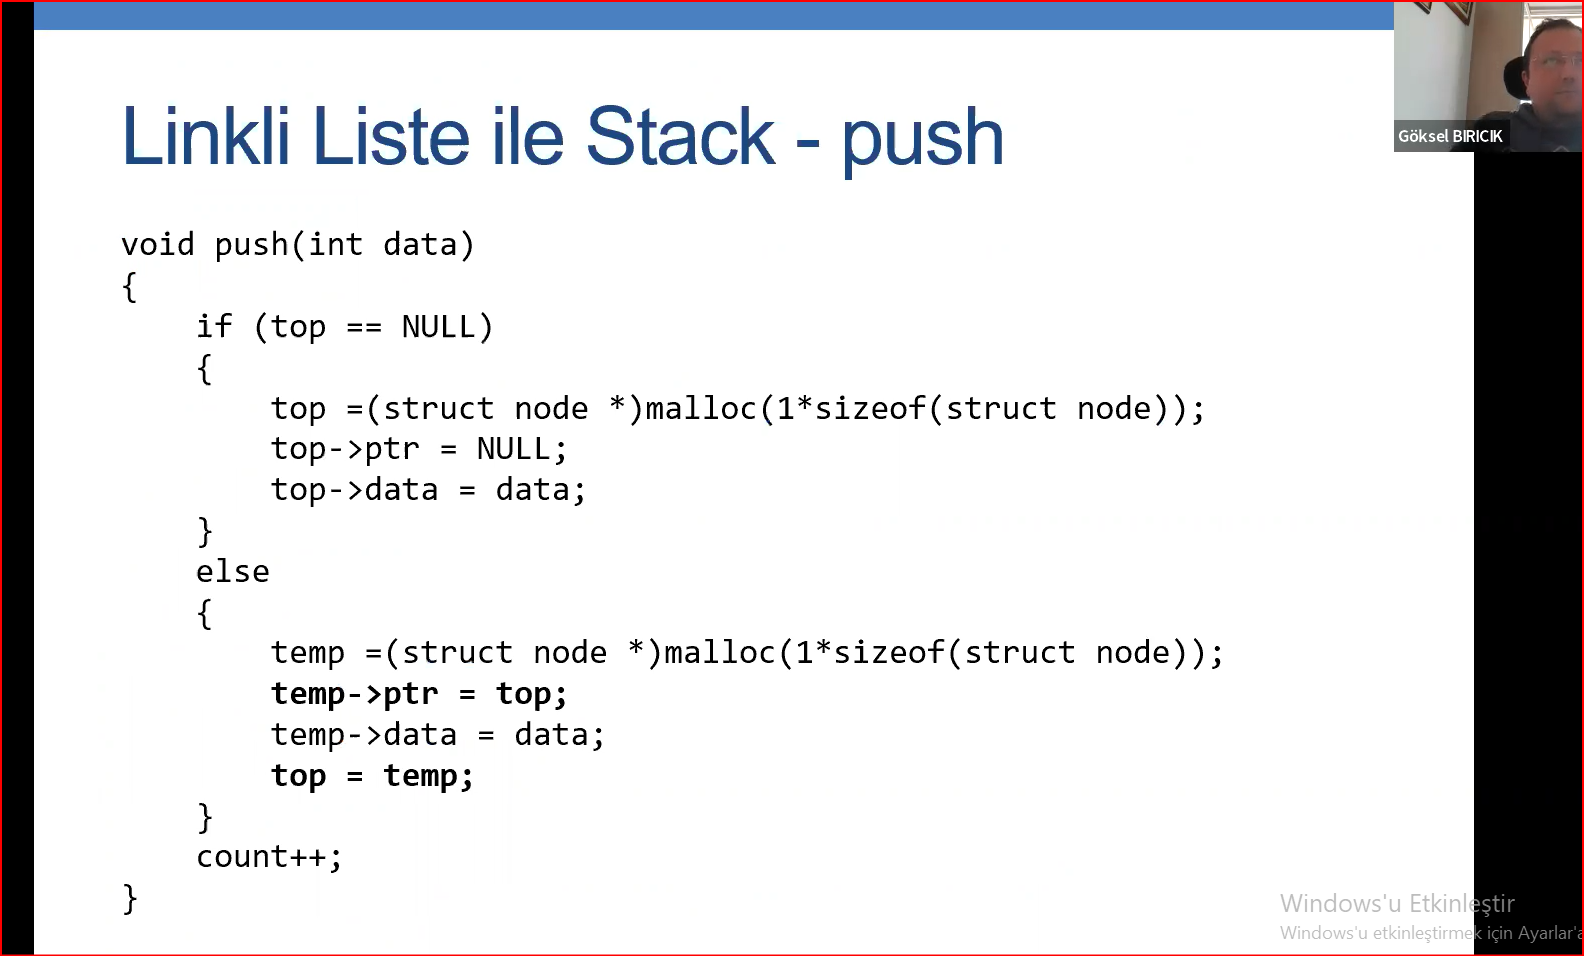 Linkli Liste ile Stack - push
Göksel BIRICIK
void push(int data)
{
if (top == NULL)
{
top =(struct node *)malloc(1*sizeof(struct node));
top->ptr = NULL;
top->data = data;
}
else
{
temp =(struct node *)malloc(1*sizeof(struct node));
temp->ptr = top;
temp->data = data;
top = temp;
}
count++;
}
Windows'u Etkinleştir
Windows'u etkinleştirmek için Ayarlar'a